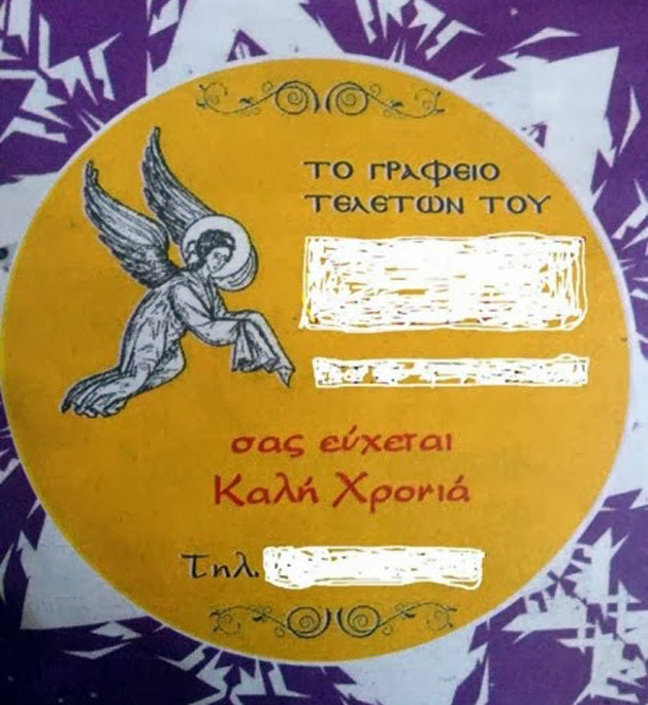 ΤΟ ΓΡΑΦΕΙΟ
ΤΕΛΕΤΩΝ ΤΟΥ
σας εύχεται
Καλή Χρονιά
Τηλ.